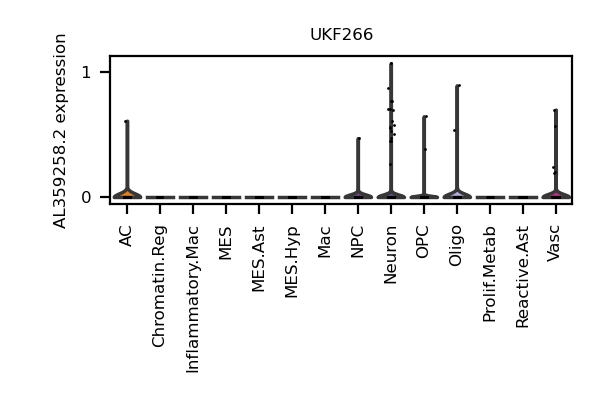 UKF266
AL359258.2 expression
1
0
AC
Chromatin.Reg
Inflammatory.Mac
MES
MES.Ast
MES.Hyp
Mac
NPC
Neuron
OPC
Oligo
Prolif.Metab
Reactive.Ast
Vasc